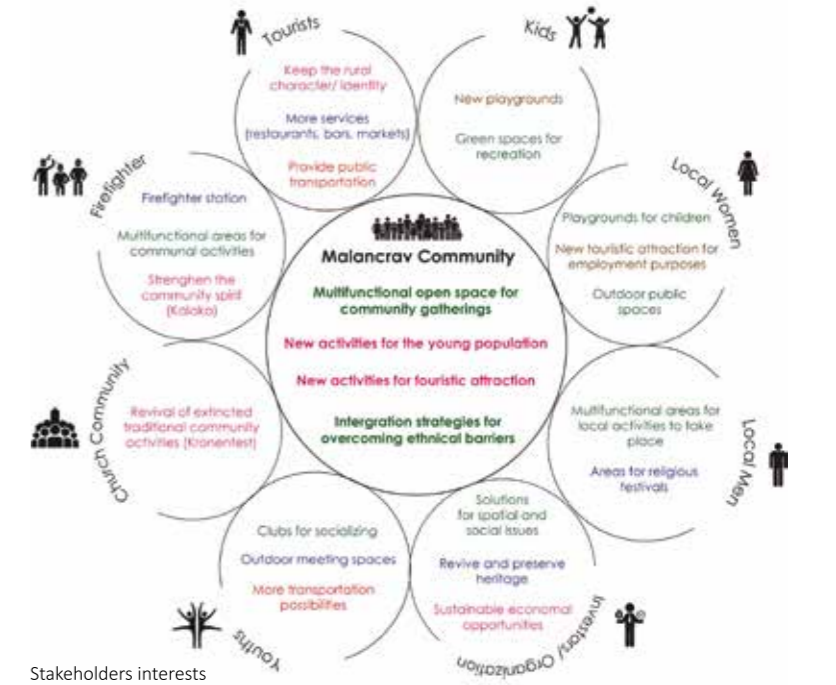 Tourists
Keep the rural
character/ identity
More services
(restaurants, bars, markets)
Provide public
transportation
Kids
New playgrounds
Green spaces for
recreation
Local Women
Playgrounds for children
New touristic attraction for
employment purposes
Outdoor public
spaces
Local Men
Multifunctional areas for
local activities to take
place
Areas for religious
festivals
Investors/ Organization
Solutions
for spatial and
social issues
Revive and preserve
heritage
Sustainable economal
opportunities
Youths
Clubs for socializing
Outdoor meeting spaces
More transportation
possibilities
Church Community
Revival of extincted
traditional community
activities (Kronenfest)
Firefighter
Firefighter station
Multifunctional areas for
communal activities
Strenghen the
community spirit
(Kalaka)
Malancrav Community
Multifunctional open space for
community gatherings
New activities for the young population
New activities for touristic attraction
Intergration strategies for
overcoming ethnical barriers
Stakeholders interests